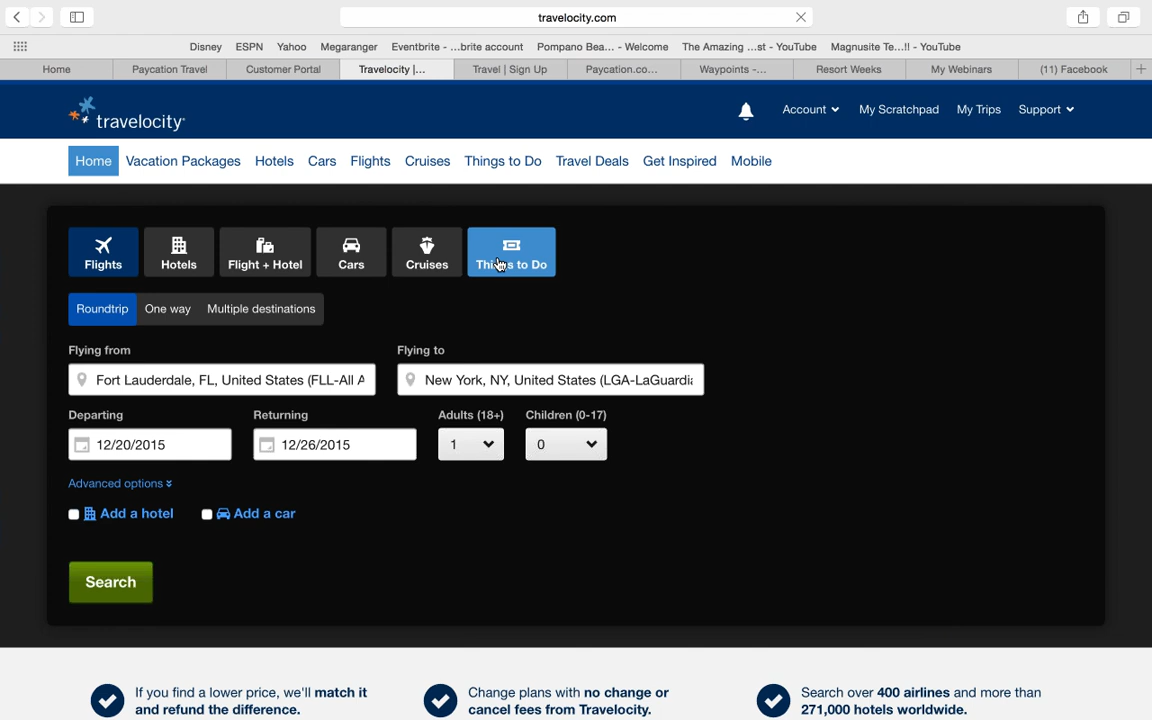 travelocity.com
Disney ESPN Yahoo Megaranger Eventbrite - ...brite account Pompano Bea... - Welcome The Amazing ...st - YouTube Magnusite Te...!! - YouTube
Home Paycation Travel Customer Portal Travelocity |... Travel | Sign Up Paycation.co... Waypoints -... Resort Weeks My Webinars (11) Facebook
travelocity Account My Scratchpad My Trips Support
Home Vacation Packages Hotels Cars Flights Cruises Things to Do Travel Deals Get Inspired Mobile
Flights Hotels Flight + Hotel Cars Cruises Things to Do
Roundtrip One way Multiple destinations
Flying from Flying to
Fort Lauderdale, FL, United States (FLL-All A New York, NY, United States (LGA-LaGuardia
Departing Returning Adults (18+) Children (0-17)
12/20/2015 12/26/2015 1 0
Advanced options
Add a hotel Add a car
Search
If you find a lower price, we'll match it Change plans with no change or Search over 400 airlines and more than
and refund the difference. cancel fees from Travelocity. 271,000 hotels worldwide.